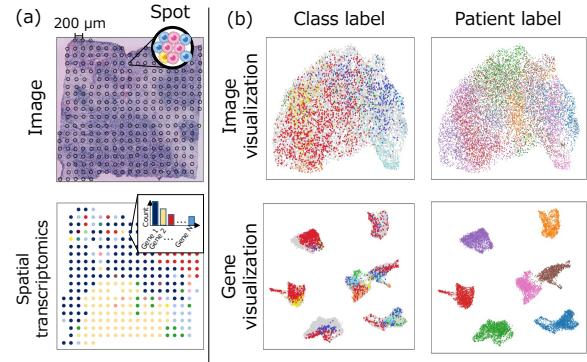 (a)
200 μm
Spot
Image
Spatial
transcriptomics
Count
Gene 1
Gene 2
...
Gene N
...
(b)
Class label
Patient label
Image
visualization
Gene
visualization